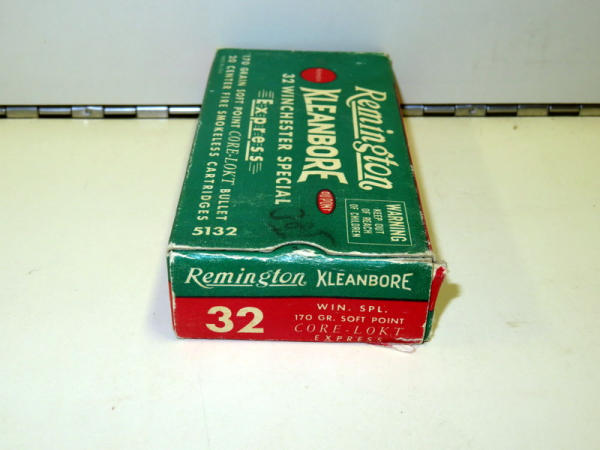 Remington
KLEANBORE
32 WINCHESTER SPECIAL
Express
170 GRAIN SOFT POINT CORE-LOKT BULLET
20 CENTER FIRE SMOKELESS CARTRIDGES
5132
DU PONT
WARNING
KEEP OUT
OF REACH
OF CHILDREN
Remington KLEANBORE
32
WIN. SPL.
170 GR. SOFT POINT
CORE-LOKT
EXPRESS